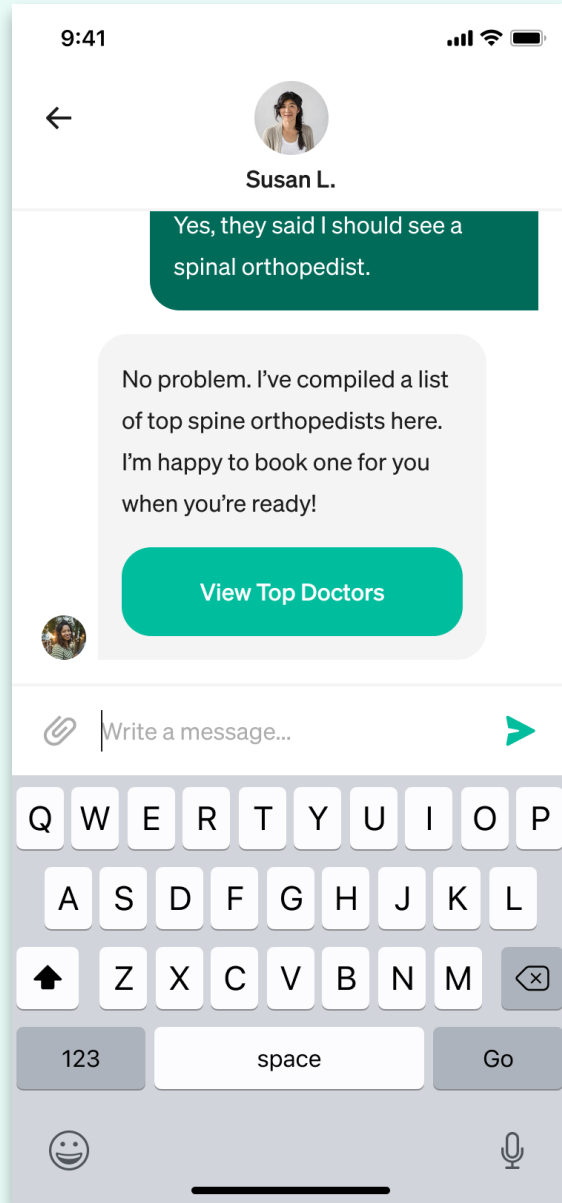 9:41
Susan L.
Yes, they said I should see a
spinal orthopedist.
No problem. I’ve compiled a list
of top spine orthopedists here.
I’m happy to book one for you
when you’re ready!
View Top Doctors
Write a message...
Q W E R T Y U I O P
A S D F G H J K L
Z X C V B N M
123 space Go